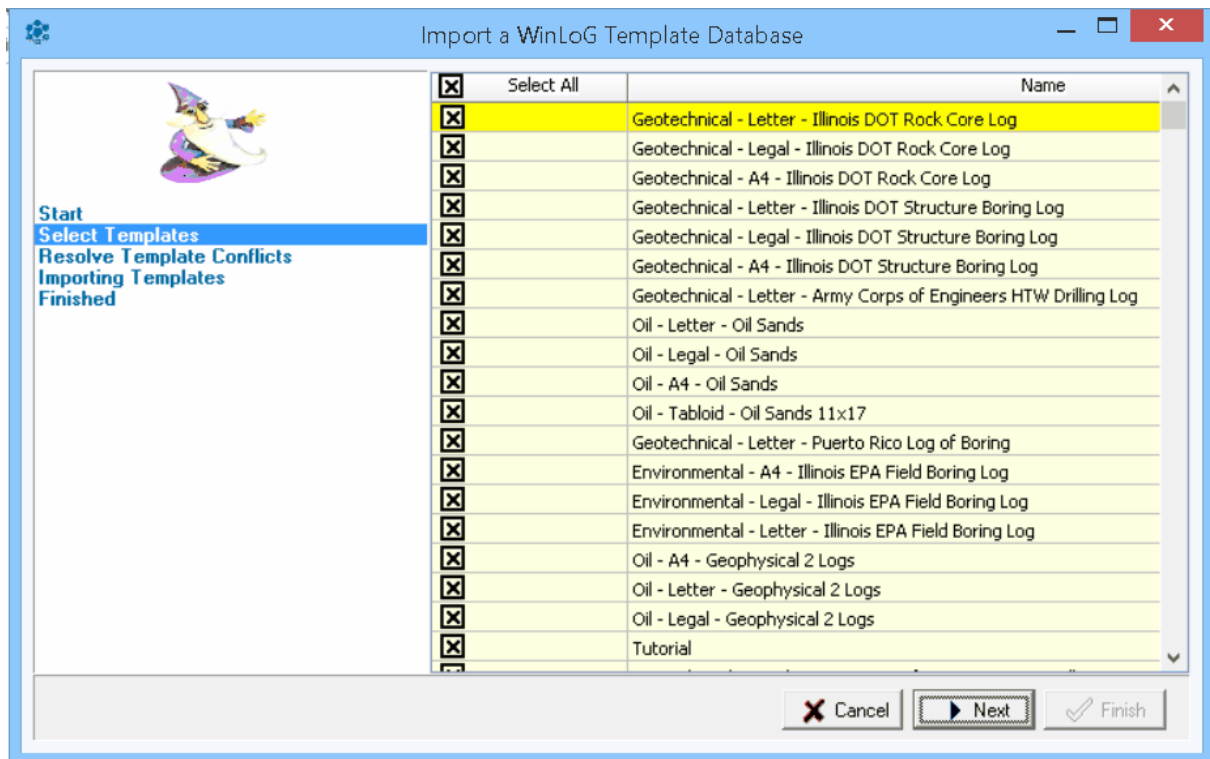 Import a WinLoG Template Database
Start
Select Templates
Resolve Template Conflicts
Importing Templates
Finished
Select All Name
Geotechnical - Letter - Illinois DOT Rock Core Log
Geotechnical - Legal - Illinois DOT Rock Core Log
Geotechnical - A4 - Illinois DOT Rock Core Log
Geotechnical - Letter - Illinois DOT Structure Boring Log
Geotechnical - Legal - Illinois DOT Structure Boring Log
Geotechnical - A4 - Illinois DOT Structure Boring Log
Geotechnical - Letter - Army Corps of Engineers HTW Drilling Log
Oil - Letter - Oil Sands
Oil - Legal - Oil Sands
Oil - A4 - Oil Sands
Oil - Tabloid - Oil Sands 11x17
Geotechnical - Letter - Puerto Rico Log of Boring
Environmental - A4 - Illinois EPA Field Boring Log
Environmental - Legal - Illinois EPA Field Boring Log
Environmental - Letter - Illinois EPA Field Boring Log
Oil - A4 - Geophysical 2 Logs
Oil - Letter - Geophysical 2 Logs
Oil - Legal - Geophysical 2 Logs
Tutorial
Cancel Next Finish